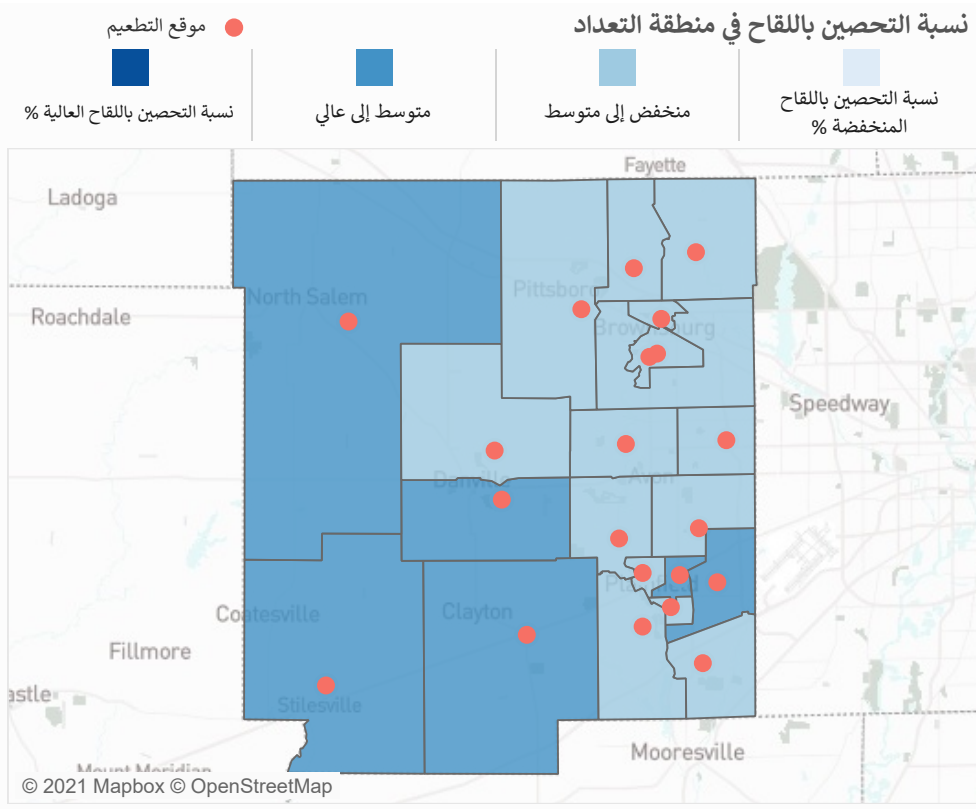 نسبة التحصين باللقاح في منطقة التعداد
موقع التطعيم
نسبة التحصين باللقاح المنخفضة %
منخفض إلى متوسط
متوسط إلى عالي
نسبة التحصين باللقاح العالية %
Fayette
Ladoga
Pittsboro
North Salem
Roachdale
Brownsburg
Speedway
Danville
Avon
Plainfield
Coatesville
Clayton
Fillmore
astle
Stilesville
Mooresville
Mount Meridian
© 2021 Mapbox © OpenStreetMap